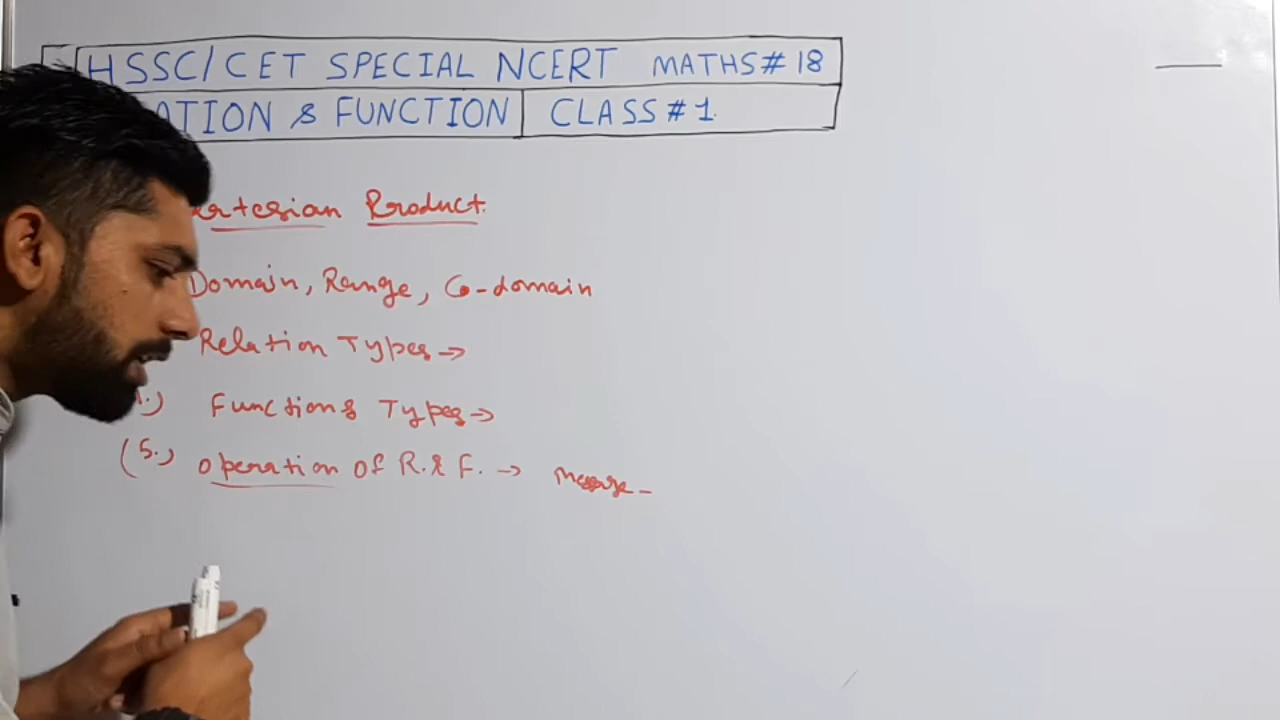 HSSC/CET SPECIAL NCERT MATHS # 18
ATION & FUNCTION CLASS # 1.
artesian Product.
Domain, Range, Co-domain
Relation Types →
Functions Types →
(5.) Operation Of R. & F. →